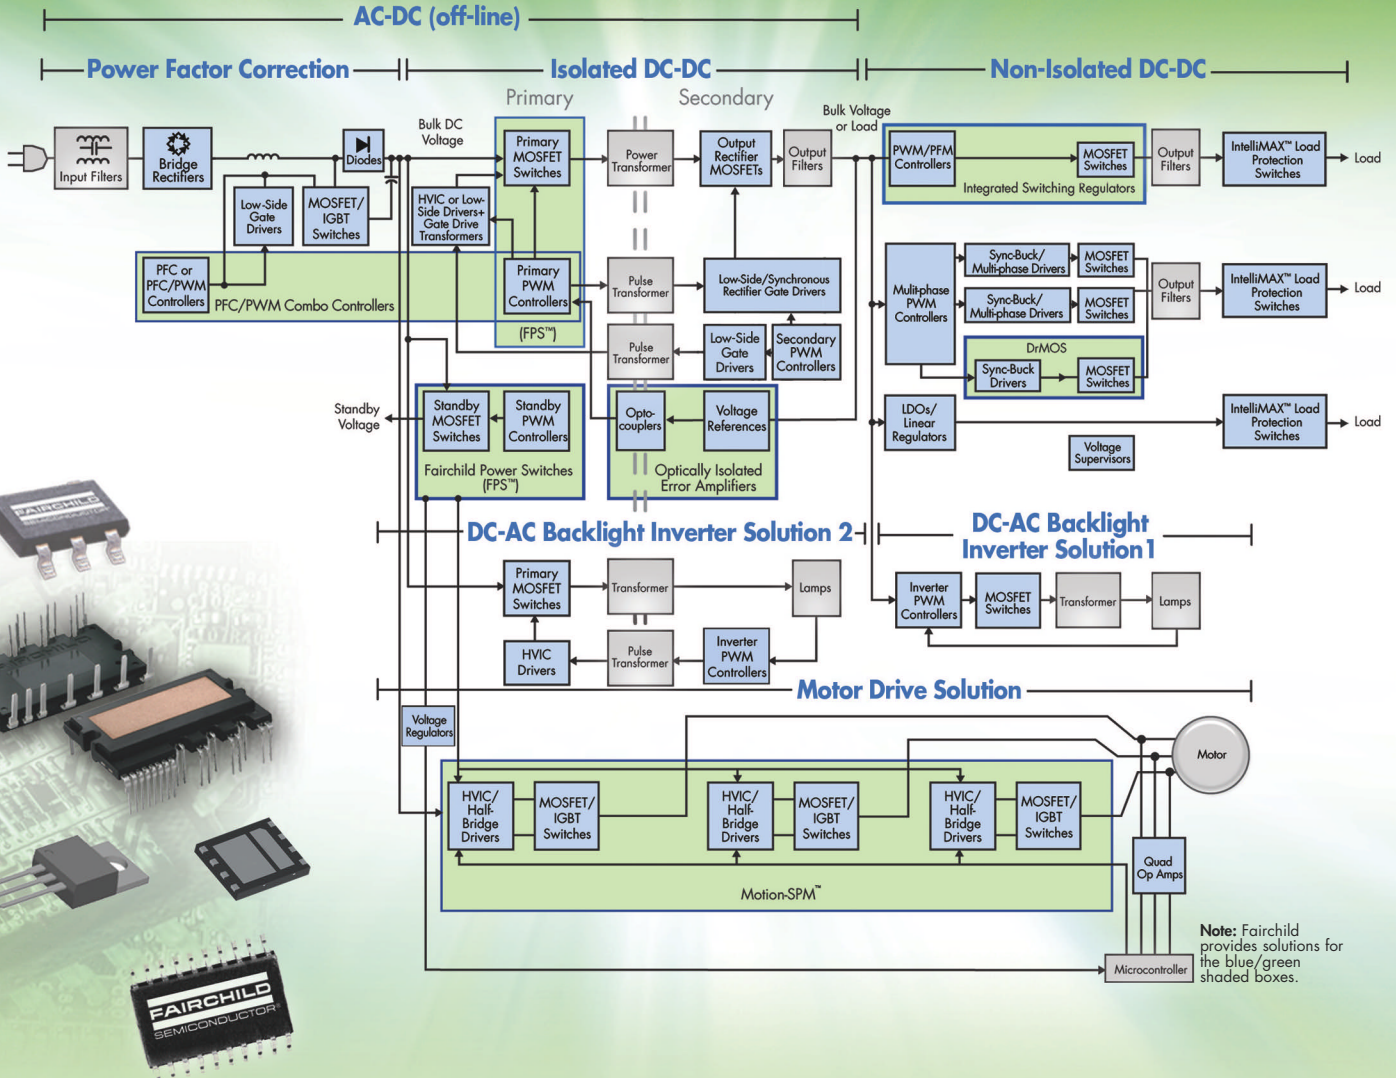 AC-DC (off-line)
Power Factor Correction
Isolated DC-DC
Non-Isolated DC-DC
Primary
Secondary
Input Filters
Bridge
Rectifiers
Diodes
Low-Side
Gate
Drivers
MOSFET/
IGBT
Switches
PFC or
PFC/PWM
Controllers
PFC/PWM Combo Controllers
Bulk DC
Voltage
HVIC or Low-
Side Drivers+
Gate Drive
Transformers
Primary
MOSFET
Switches
Primary
PWM
Controllers
(FPS™)
Power
Transformer
Pulse
Transformer
Pulse
Transformer
Output
Rectifier
MOSFETs
Output
Filters
Low-Side/Synchronous
Rectifier Gate Drivers
Low-Side
Gate
Drivers
Secondary
PWM
Controllers
Bulk Voltage
or Load
PWM/PFM
Controllers
MOSFET
Switches
Integrated Switching Regulators
Output
Filters
IntelliMAX™ Load
Protection
Switches
Load
Mulit-phase
PWM
Controllers
Sync-Buck/
Multi-phase Drivers
MOSFET
Switches
Sync-Buck/
Multi-phase Drivers
MOSFET
Switches
DrMOS
Sync-Buck
Drivers
MOSFET
Switches
Output
Filters
IntelliMAX™ Load
Protection
Switches
Load
Standby
Voltage
Standby
MOSFET
Switches
Standby
PWM
Controllers
Fairchild Power Switches
(FPS™)
Opto-
couplers
Voltage
References
Optically Isolated
Error Amplifiers
LDOs/
Linear
Regulators
Voltage
Supervisors
IntelliMAX™ Load
Protection
Switches
Load
DC-AC Backlight Inverter Solution 2
DC-AC Backlight
Inverter Solution1
Primary
MOSFET
Switches
Transformer
Lamps
HVIC
Drivers
Pulse
Transformer
Inverter
PWM
Controllers
Inverter
PWM
Controllers
MOSFET
Switches
Transformer
Lamps
Motor Drive Solution
Voltage
Regulators
HVIC/
Half-
Bridge
Drivers
MOSFET/
IGBT
Switches
HVIC/
Half-
Bridge
Drivers
MOSFET/
IGBT
Switches
HVIC/
Half-
Bridge
Drivers
MOSFET/
IGBT
Switches
Motion-SPM™
Motor
Quad
Op Amps
Microcontroller
Note: Fairchild
provides solutions for
the blue/green
shaded boxes.
FAIRCHILD
SEMICONDUCTOR
FAIRCHILD
SEMICONDUCTOR®